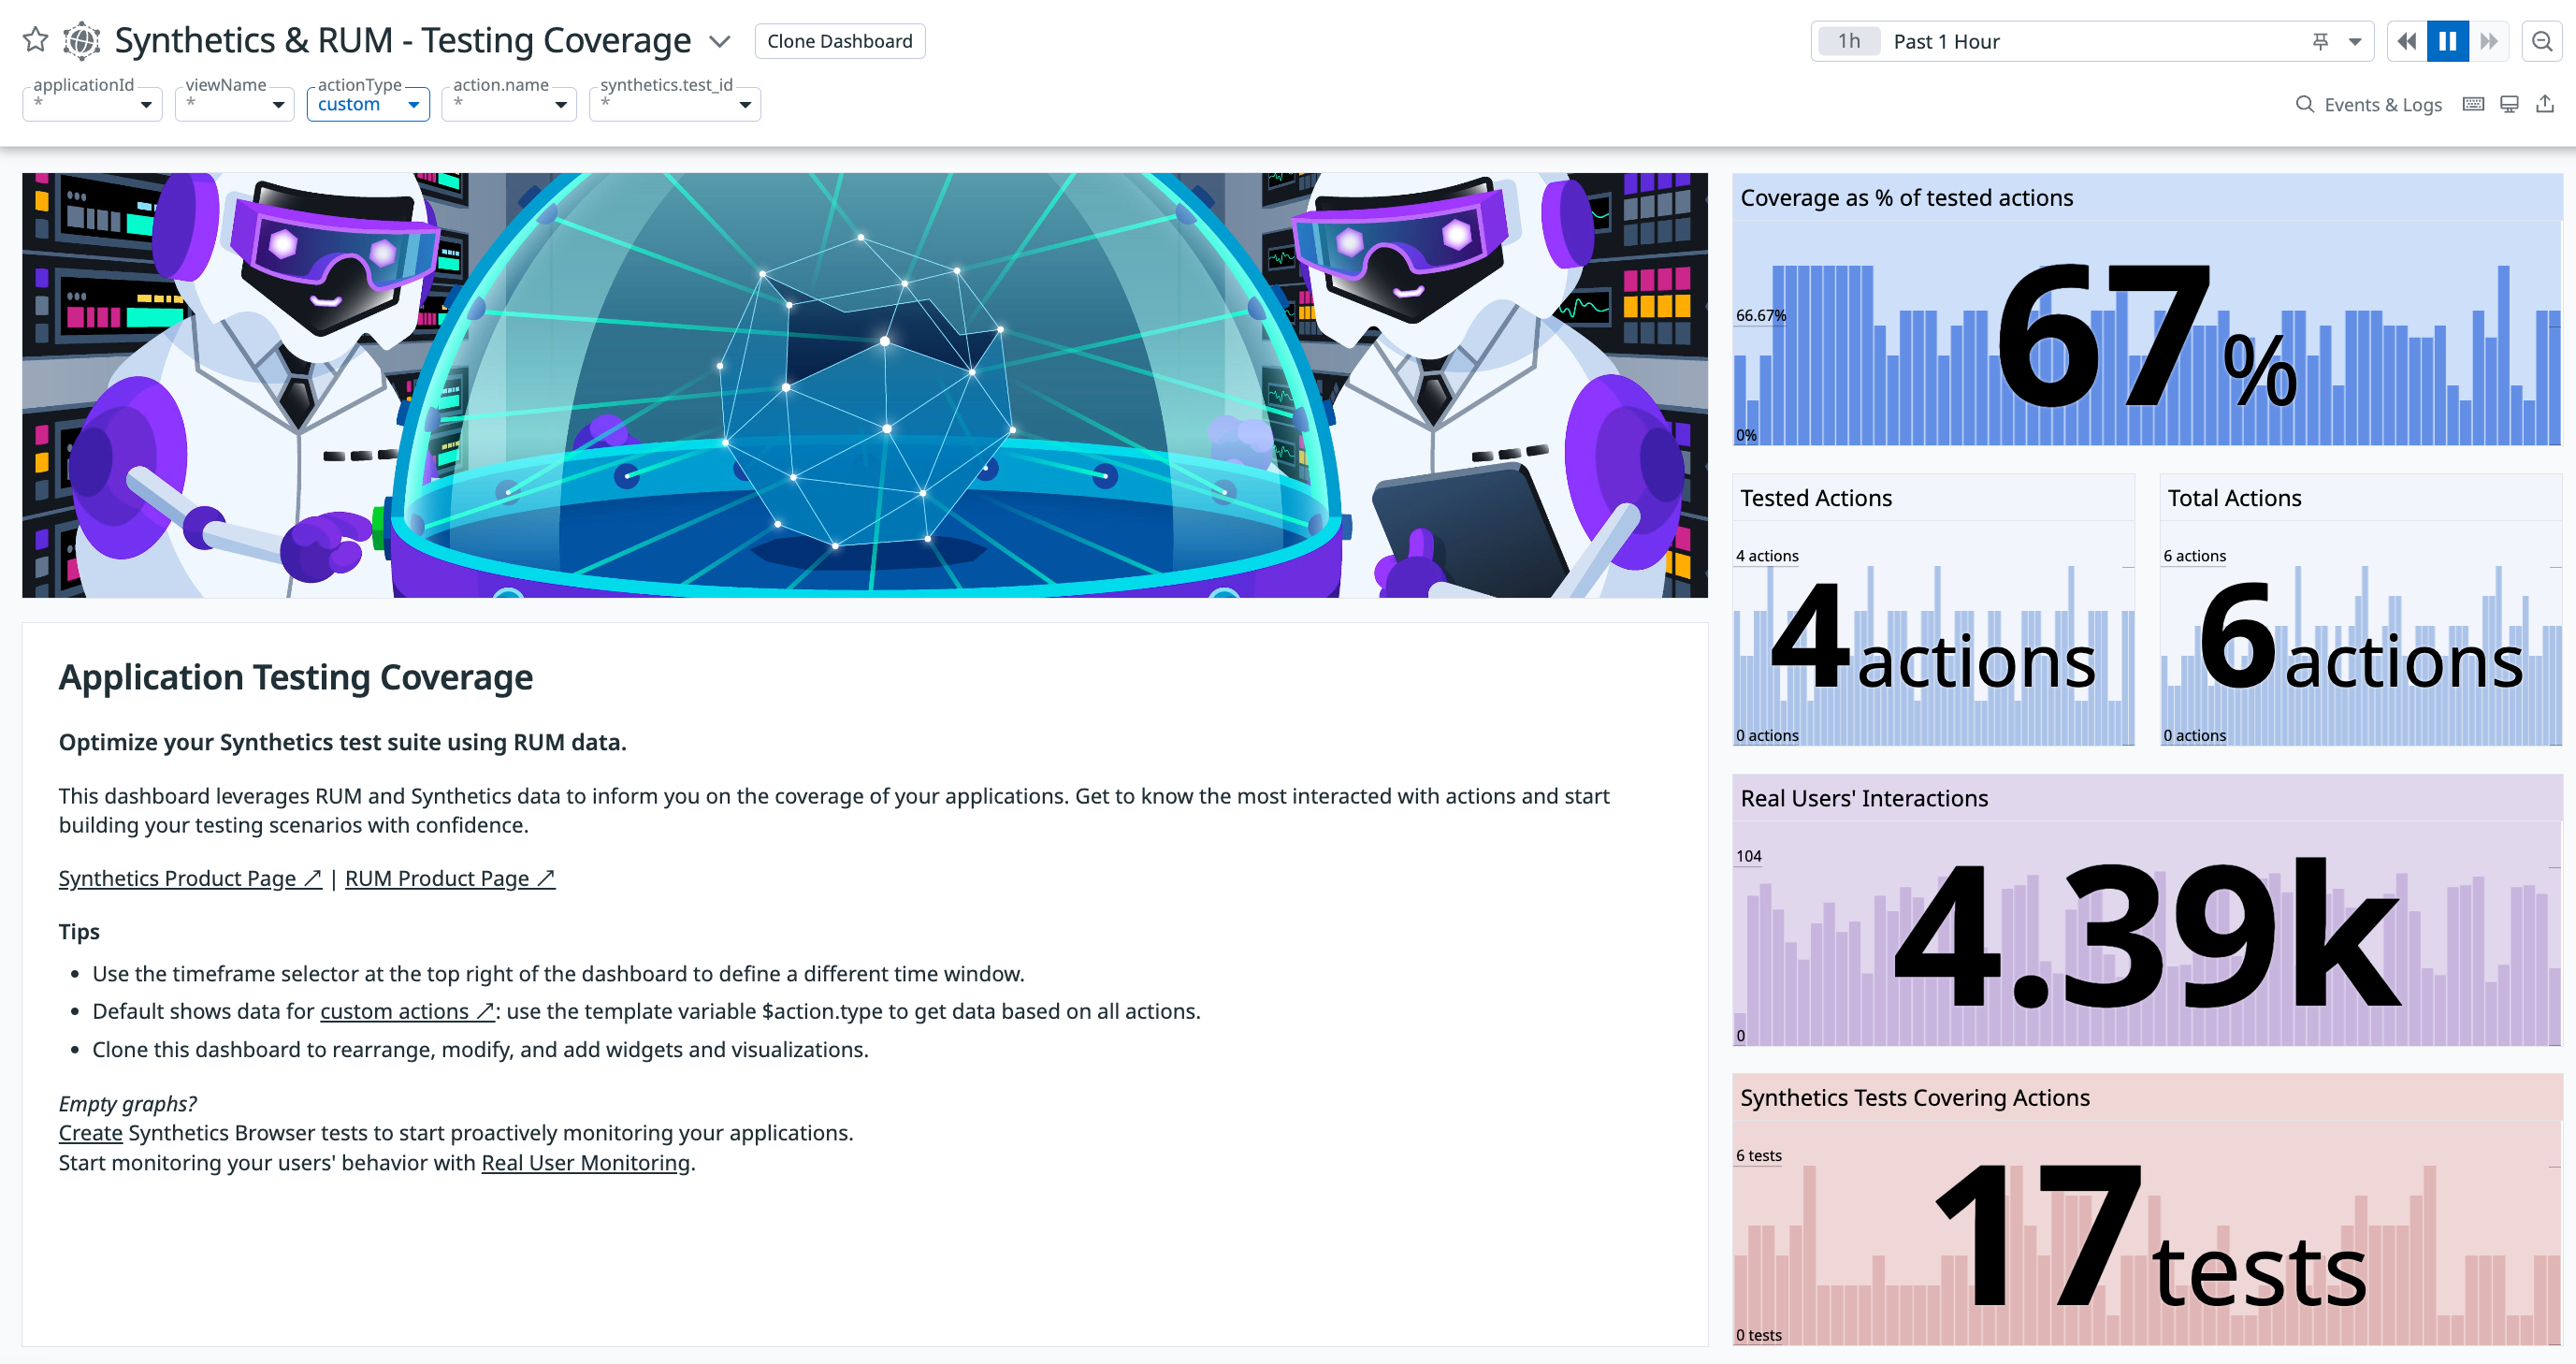 Synthetics & RUM - Testing Coverage
Clone Dashboard
1h Past 1 Hour
applicationId
*
viewName
*
actionType
custom
action.name
*
synthetics.test_id
*
Events & Logs
Coverage as % of tested actions
66.67%
67%
0%
Tested Actions
4 actions
4 actions
0 actions
Total Actions
6 actions
6 actions
0 actions
Application Testing Coverage
Optimize your Synthetics test suite using RUM data.
This dashboard leverages RUM and Synthetics data to inform you on the coverage of your applications. Get to know the most interacted with actions and start
building your testing scenarios with confidence.
Synthetics Product Page ↗ | RUM Product Page ↗
Tips
• Use the timeframe selector at the top right of the dashboard to define a different time window.
• Default shows data for custom actions ↗: use the template variable $action.type to get data based on all actions.
• Clone this dashboard to rearrange, modify, and add widgets and visualizations.
Empty graphs?
Create Synthetics Browser tests to start proactively monitoring your applications.
Start monitoring your users' behavior with Real User Monitoring.
Real Users' Interactions
104
4.39k
0
Synthetics Tests Covering Actions
6 tests
17 tests
0 tests